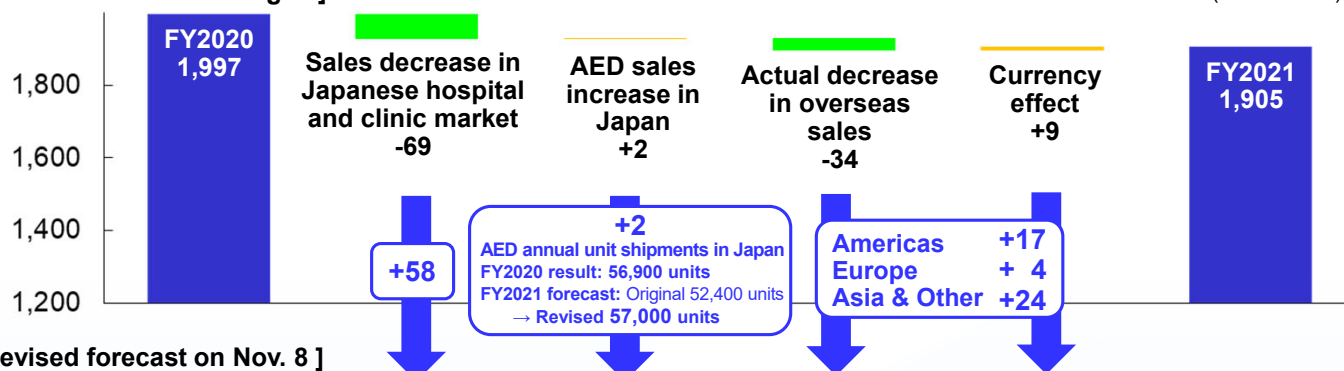 FY2020
1,997
Sales decrease in
Japanese hospital
and clinic market
-69
AED sales
increase in
Japan
+2
Actual decrease
in overseas
sales
-34
Currency
effect
+9
FY2021
1,905
1,800
1,600
1,400
1,200
+58
+2
AED annual unit shipments in Japan
FY2020 result: 56,900 units
FY2021 forecast: Original 52,400 units
→ Revised 57,000 units
Americas +17
Europe + 4
Asia & Other +24
evised forecast on Nov. 8 ]